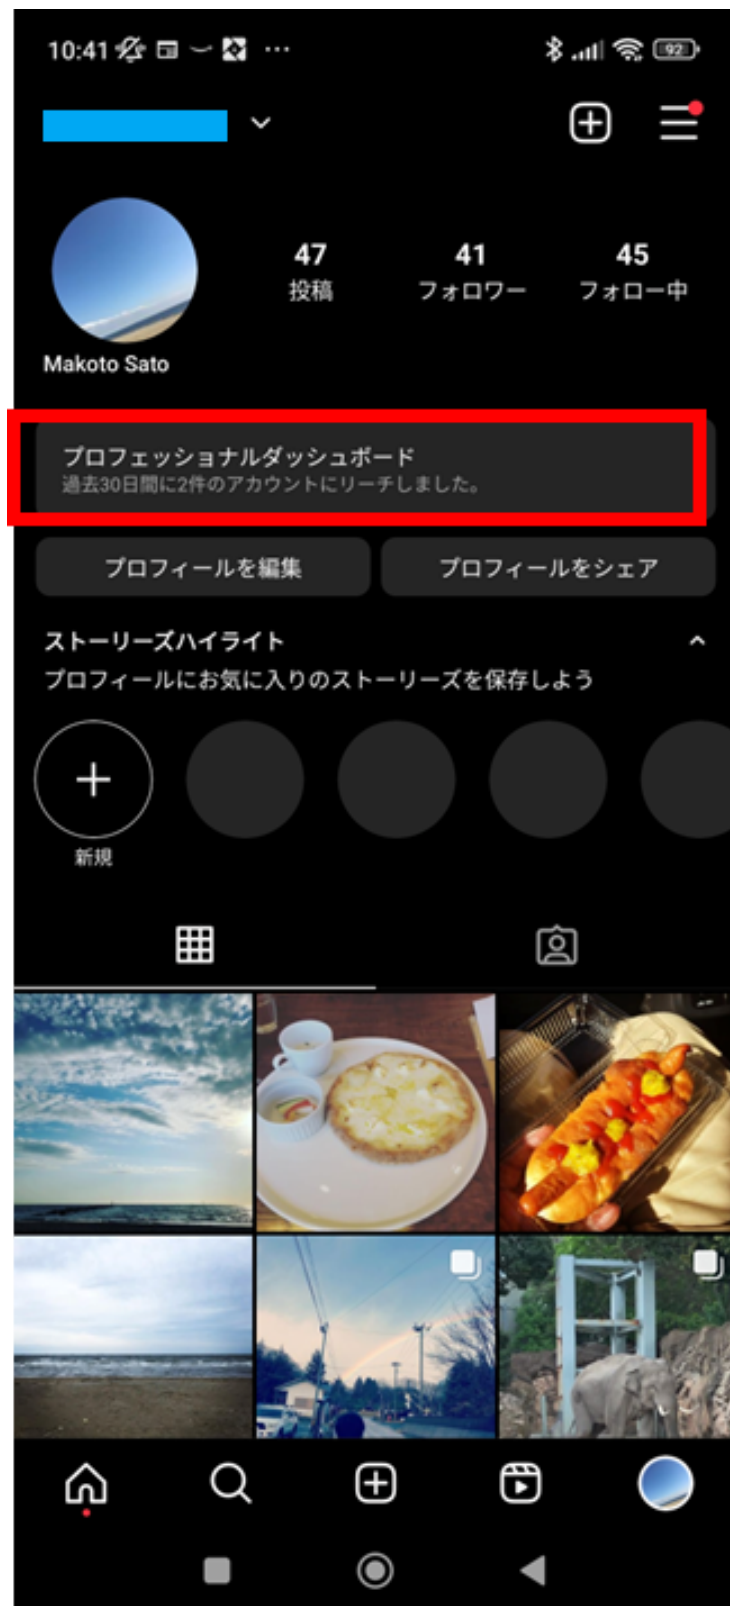 10:41
92
47
41
45
投稿
フォロワー
フォロー中
Makoto Sato
プロフェッショナルダッシュボード
過去30日間に2件のアカウントにリーチしました。
プロフィールを編集
プロフィールをシェア
ストーリーズハイライト
プロフィールにお気に入りのストーリーズを保存しよう
新規